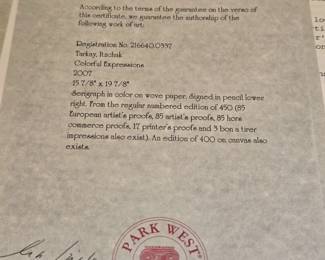 According to the terms of the guarantee on the verso of
this certificate, we guarantee the authorship of the
following work of art:
Registration No: 216640.0337
Tarkay, Itzchak
Colorful Expressions
2007
15 7/8" x 19 7/8"
Serigraph in color on wove paper. Signed in pencil lower
right. From the regular numbered edition of 450 (85
European artist's proofs, 85 artist's proofs, 85 hors
commerce proofs, 17 printer's proofs and 3 bon a tirer
impressions also exist). An edition of 400 on canvas also
exists.
PARK WEST